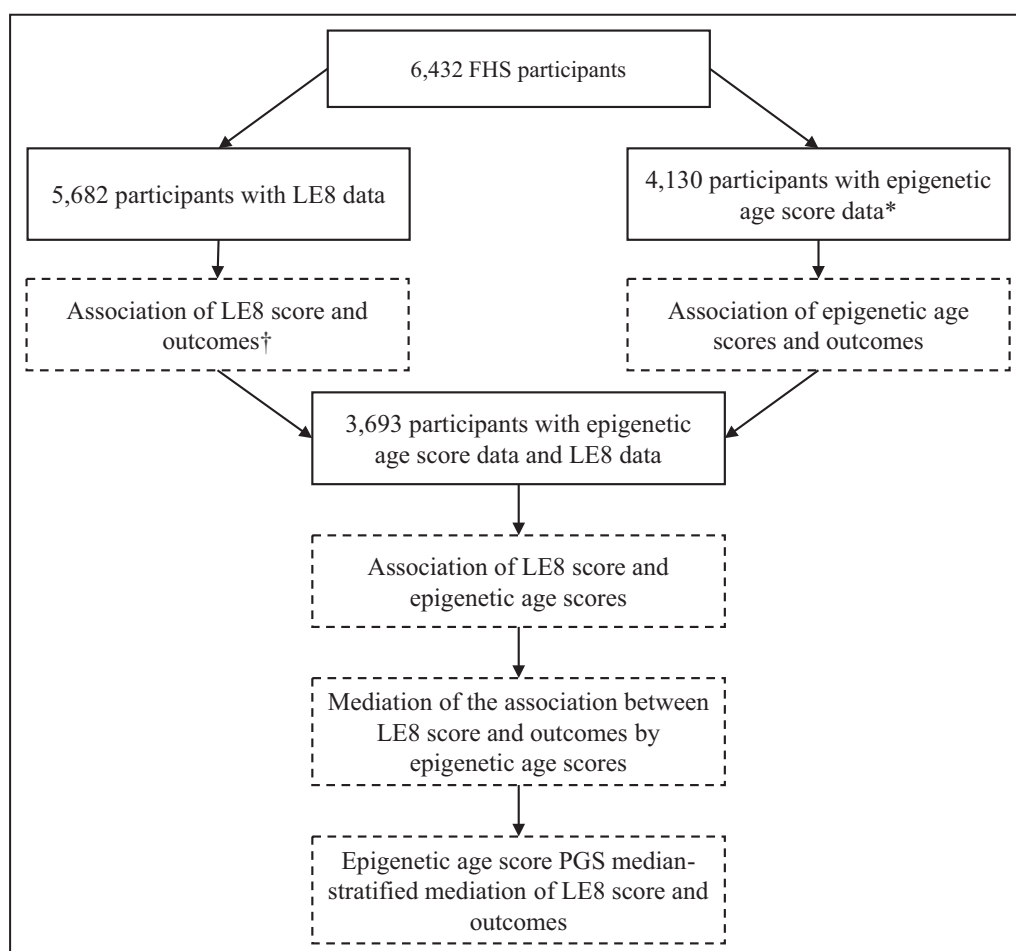 6,432 FHS participants
5,682 participants with LE8 data
4,130 participants with epigenetic
age score data*
Association of LE8 score and
outcomes†
Association of epigenetic age
scores and outcomes
3,693 participants with epigenetic
age score data and LE8 data
Association of LE8 score and
epigenetic age scores
Mediation of the association between
LE8 score and outcomes by
epigenetic age scores
Epigenetic age score PGS median-
stratified mediation of LE8 score and
outcomes